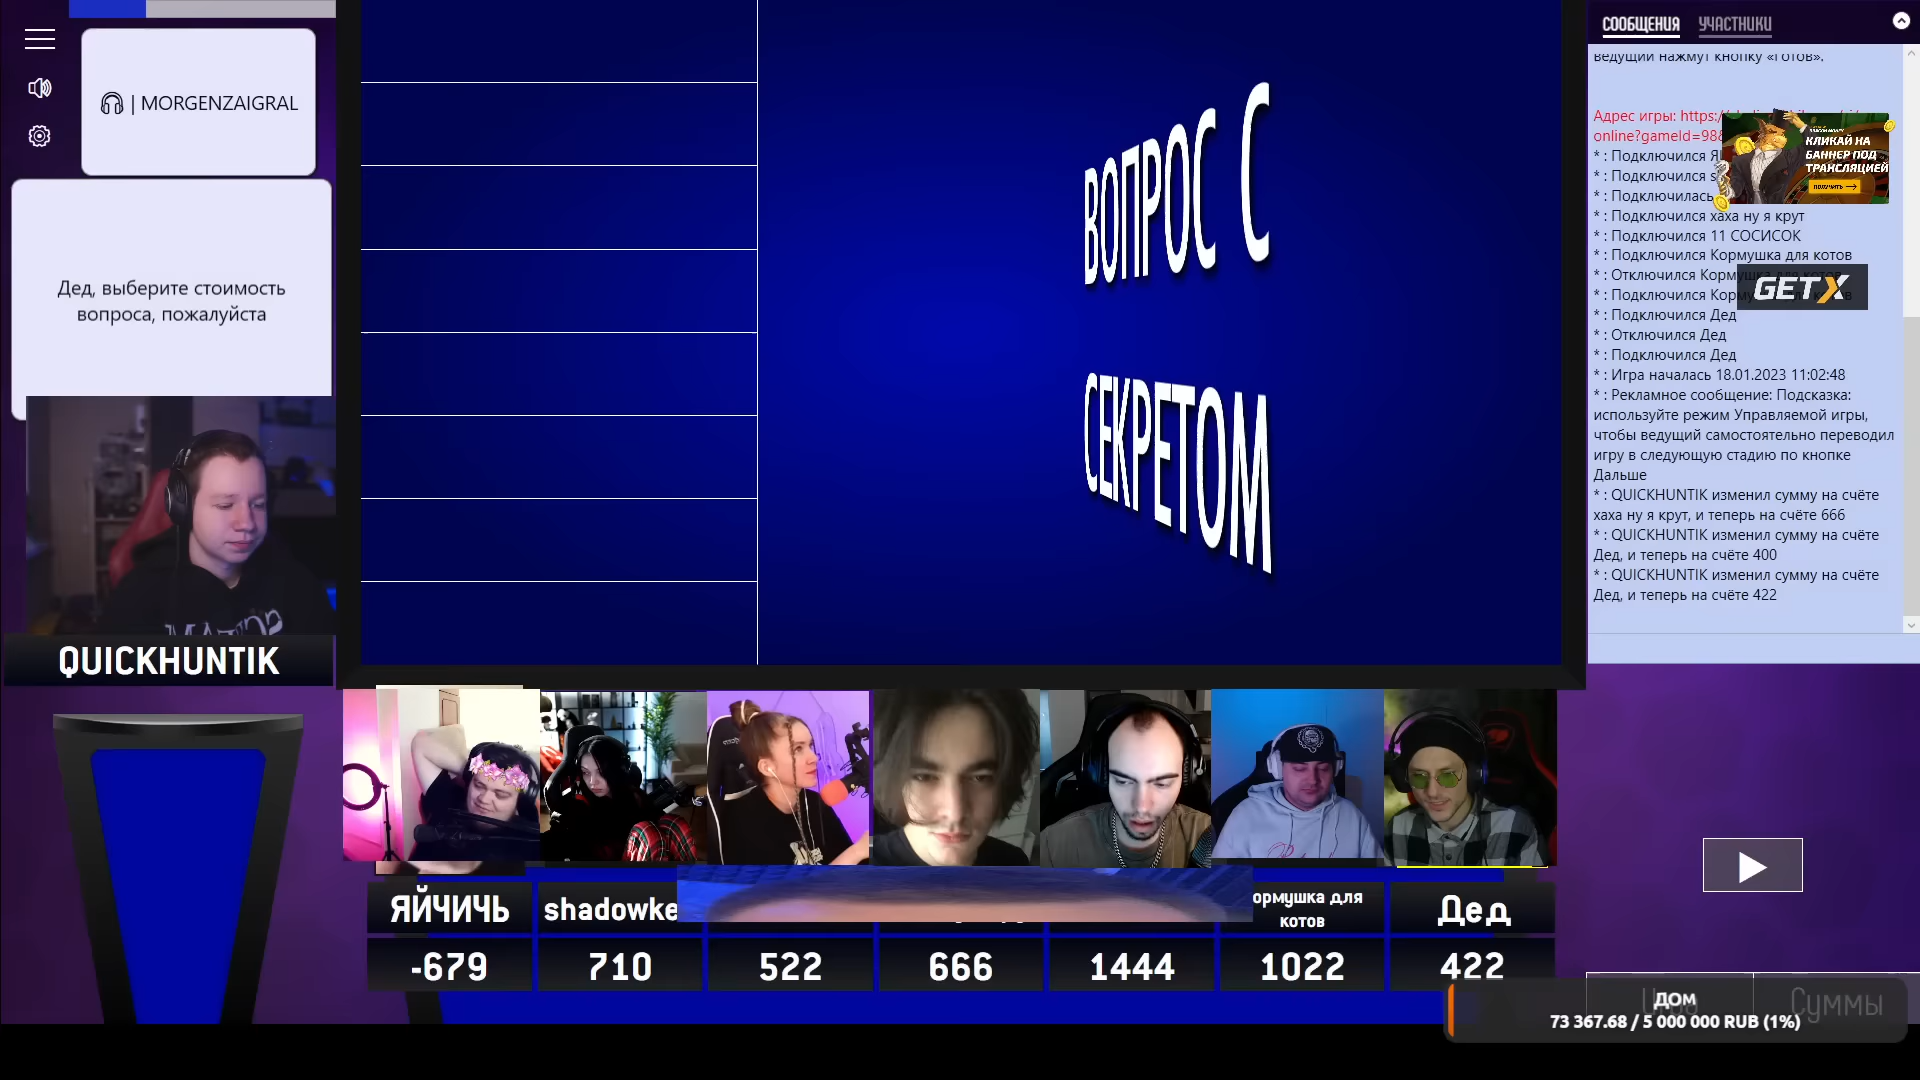 | MORGENZAIGRAL
Дед, выберите стоимость
вопроса, пожалуйста
QUICKHUNTIK
ВОПРОС С
СЕКРЕТОМ
СООБЩЕНИЯ УЧАСТНИКИ
ведущий нажмут кнопку «Готов».
Адрес игры: https:/
online?gameId=98
* : Подключился
* : Подключился
* : Подключилась
* : Подключился хаха ну я крут
* : Подключился 11 СОСИСОК
* : Подключился Кормушка для котов
* : Отключился Кормушка для котов
* : Подключился
* : Подключился Дед
* : Отключился Дед
* : Подключился Дед
* : Игра началась 18.01.2023 11:02:48
* : Рекламное сообщение: Подсказка:
используйте режим Управляемой игры,
чтобы ведущий самостоятельно переводил
игру в следующую стадию по кнопке
Дальше
* : QUICKHUNTIK изменил сумму на счёте
хаха ну я крут, и теперь на счёте 666
* : QUICKHUNTIK изменил сумму на счёте
Дед, и теперь на счёте 400
* : QUICKHUNTIK изменил сумму на счёте
Дед, и теперь на счёте 422
КЛИКАЙ НА
БАННЕР ПОД
ТРАНСЛЯЦИЕЙ
ПОЛУЧИТЬ
GETX
ЯЙЧИЧЬ
shadowke
ормушка для
котов
Дед
-679
710
522
666
1444
1022
422
Суммы
ДОМ
73 367.68 / 5 000 000 RUB (1%)